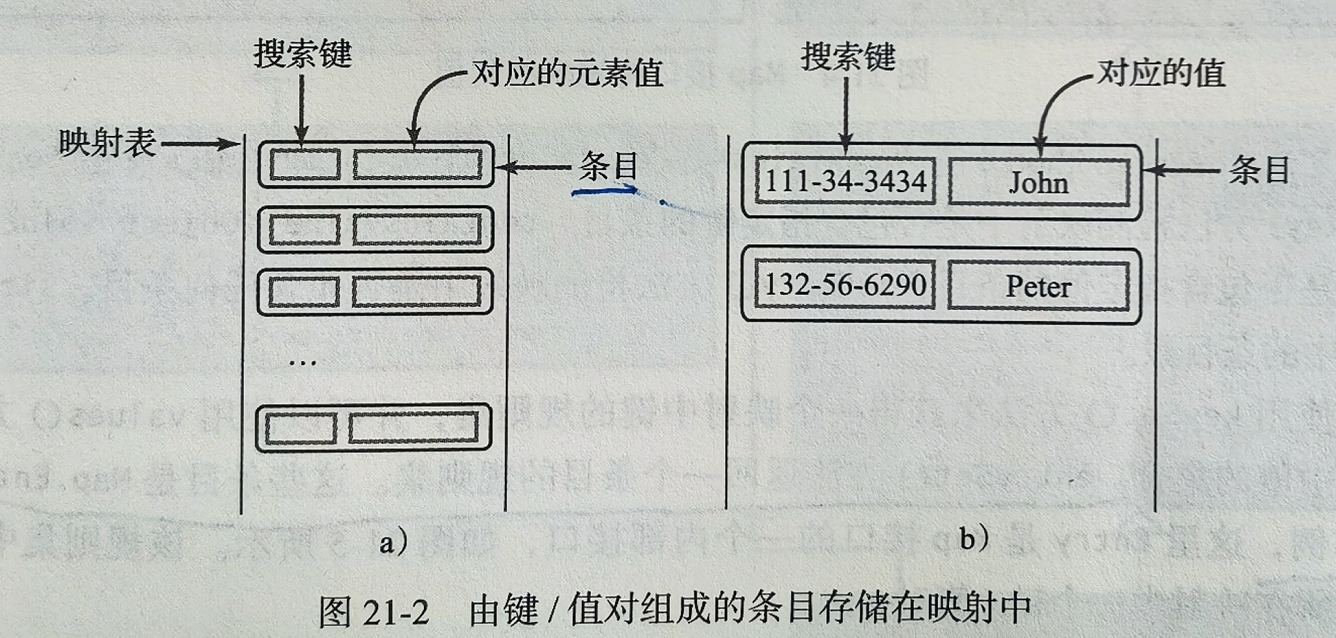 搜索键
对应的元素值
映射表
条目
...
a)
搜索键
对应的值
111-34-3434 John
条目
132-56-6290 Peter
b)
图 21-2 由键 / 值对组成的条目存储在映射中